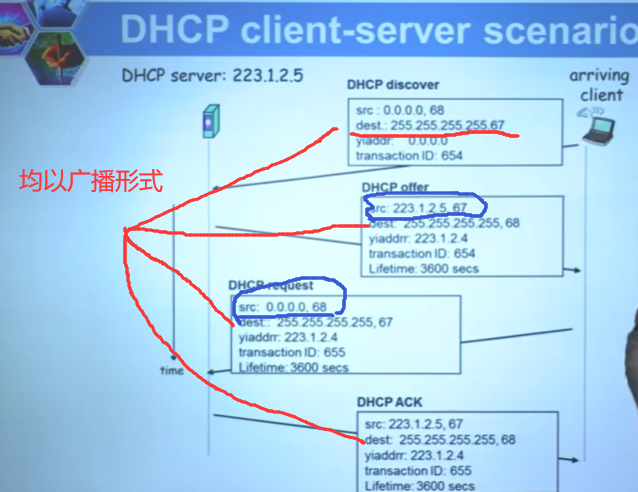 DHCP client-server scenario
DHCP server: 223.1.2.5
arriving
client
DHCP discover
src : 0.0.0.0, 68
dest.: 255.255.255.255,67
yiaddr: 0.0.0.0
transaction ID: 654
均以广播形式
DHCP offer
src: 223.1.2.5, 67
dest: 255.255.255.255, 68
yiaddrr: 223.1.2.4
transaction ID: 654
Lifetime: 3600 secs
DHCP request
src: 0.0.0.0, 68
dest:: 255.255.255.255, 67
yiaddrr: 223.1.2.4
transaction ID: 655
Lifetime: 3600 secs
time
DHCP ACK
src: 223.1.2.5, 67
dest: 255.255.255.255, 68
yiaddrr: 223.1.2.4
transaction ID: 655
Lifetime: 3600 secs